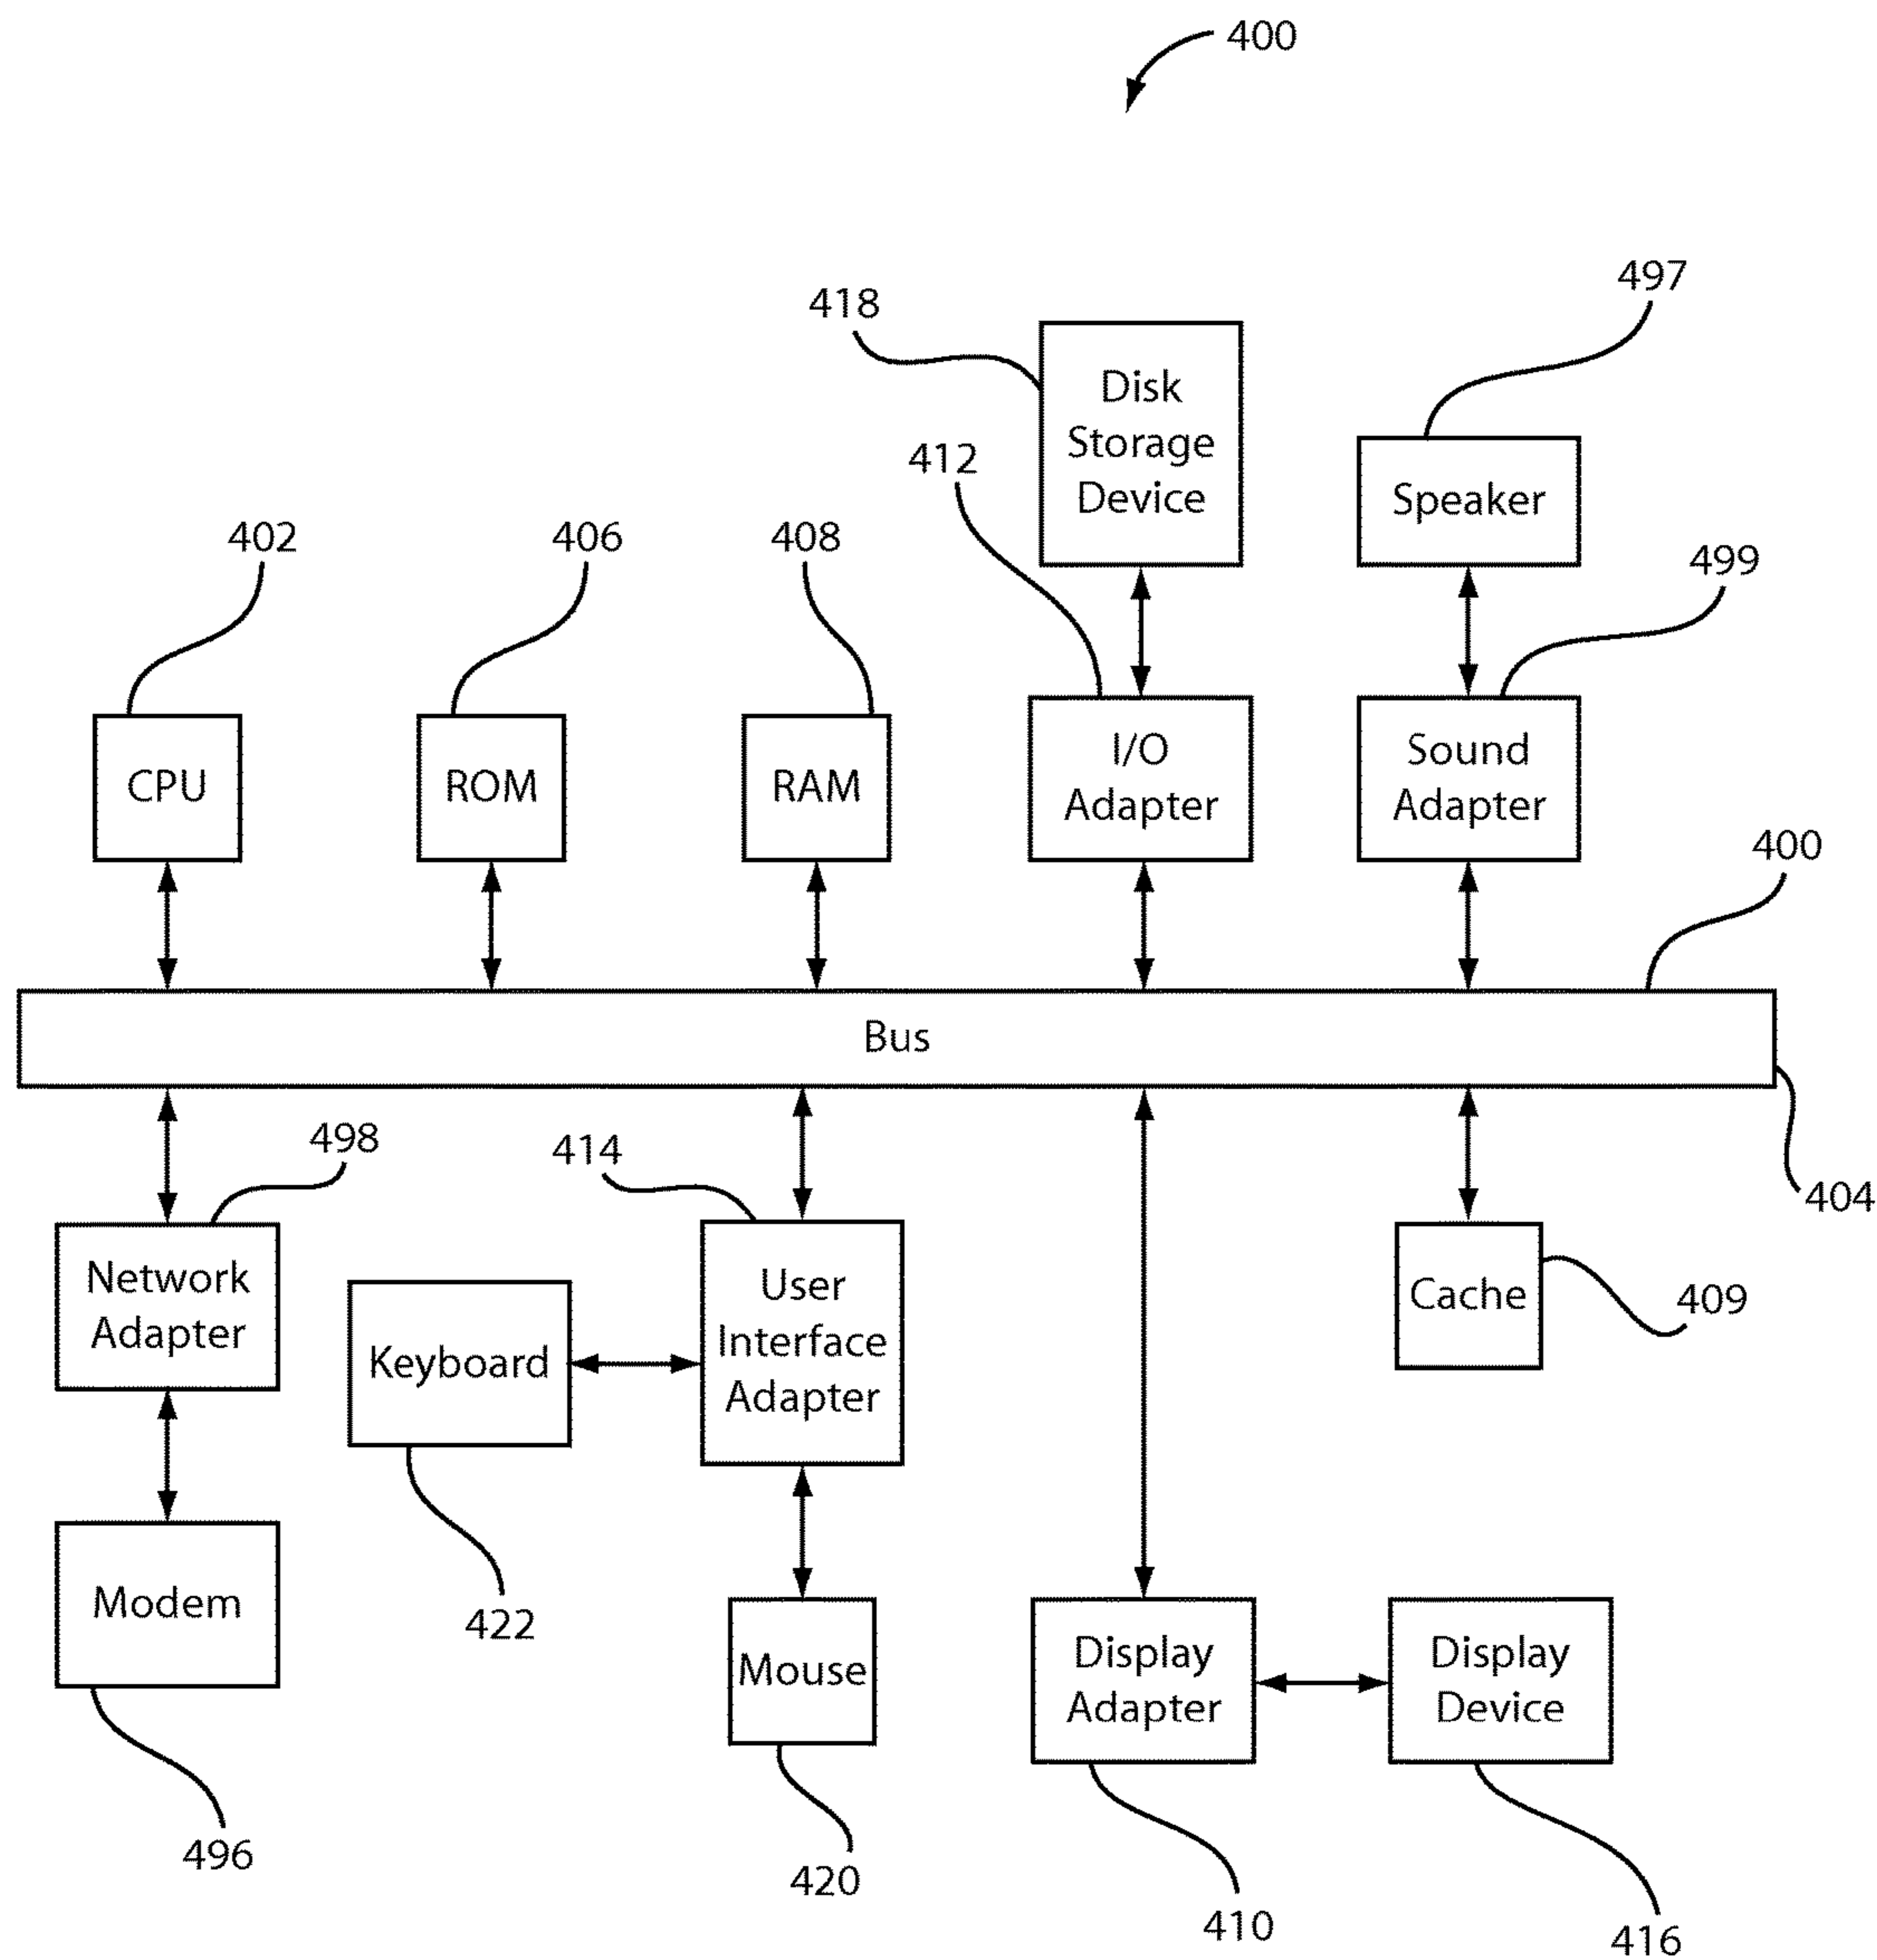 400
497
418
Disk
Storage
Device
412
Speaker
402
406
408
499
CPU
ROM
RAM
I/O
Adapter
Sound
Adapter
400
Bus
498
414
404
Network
Adapter
User
Interface
Adapter
Keyboard
Cache
409
Modem
422
Mouse
Display
Adapter
Display
Device
496
420
410
416